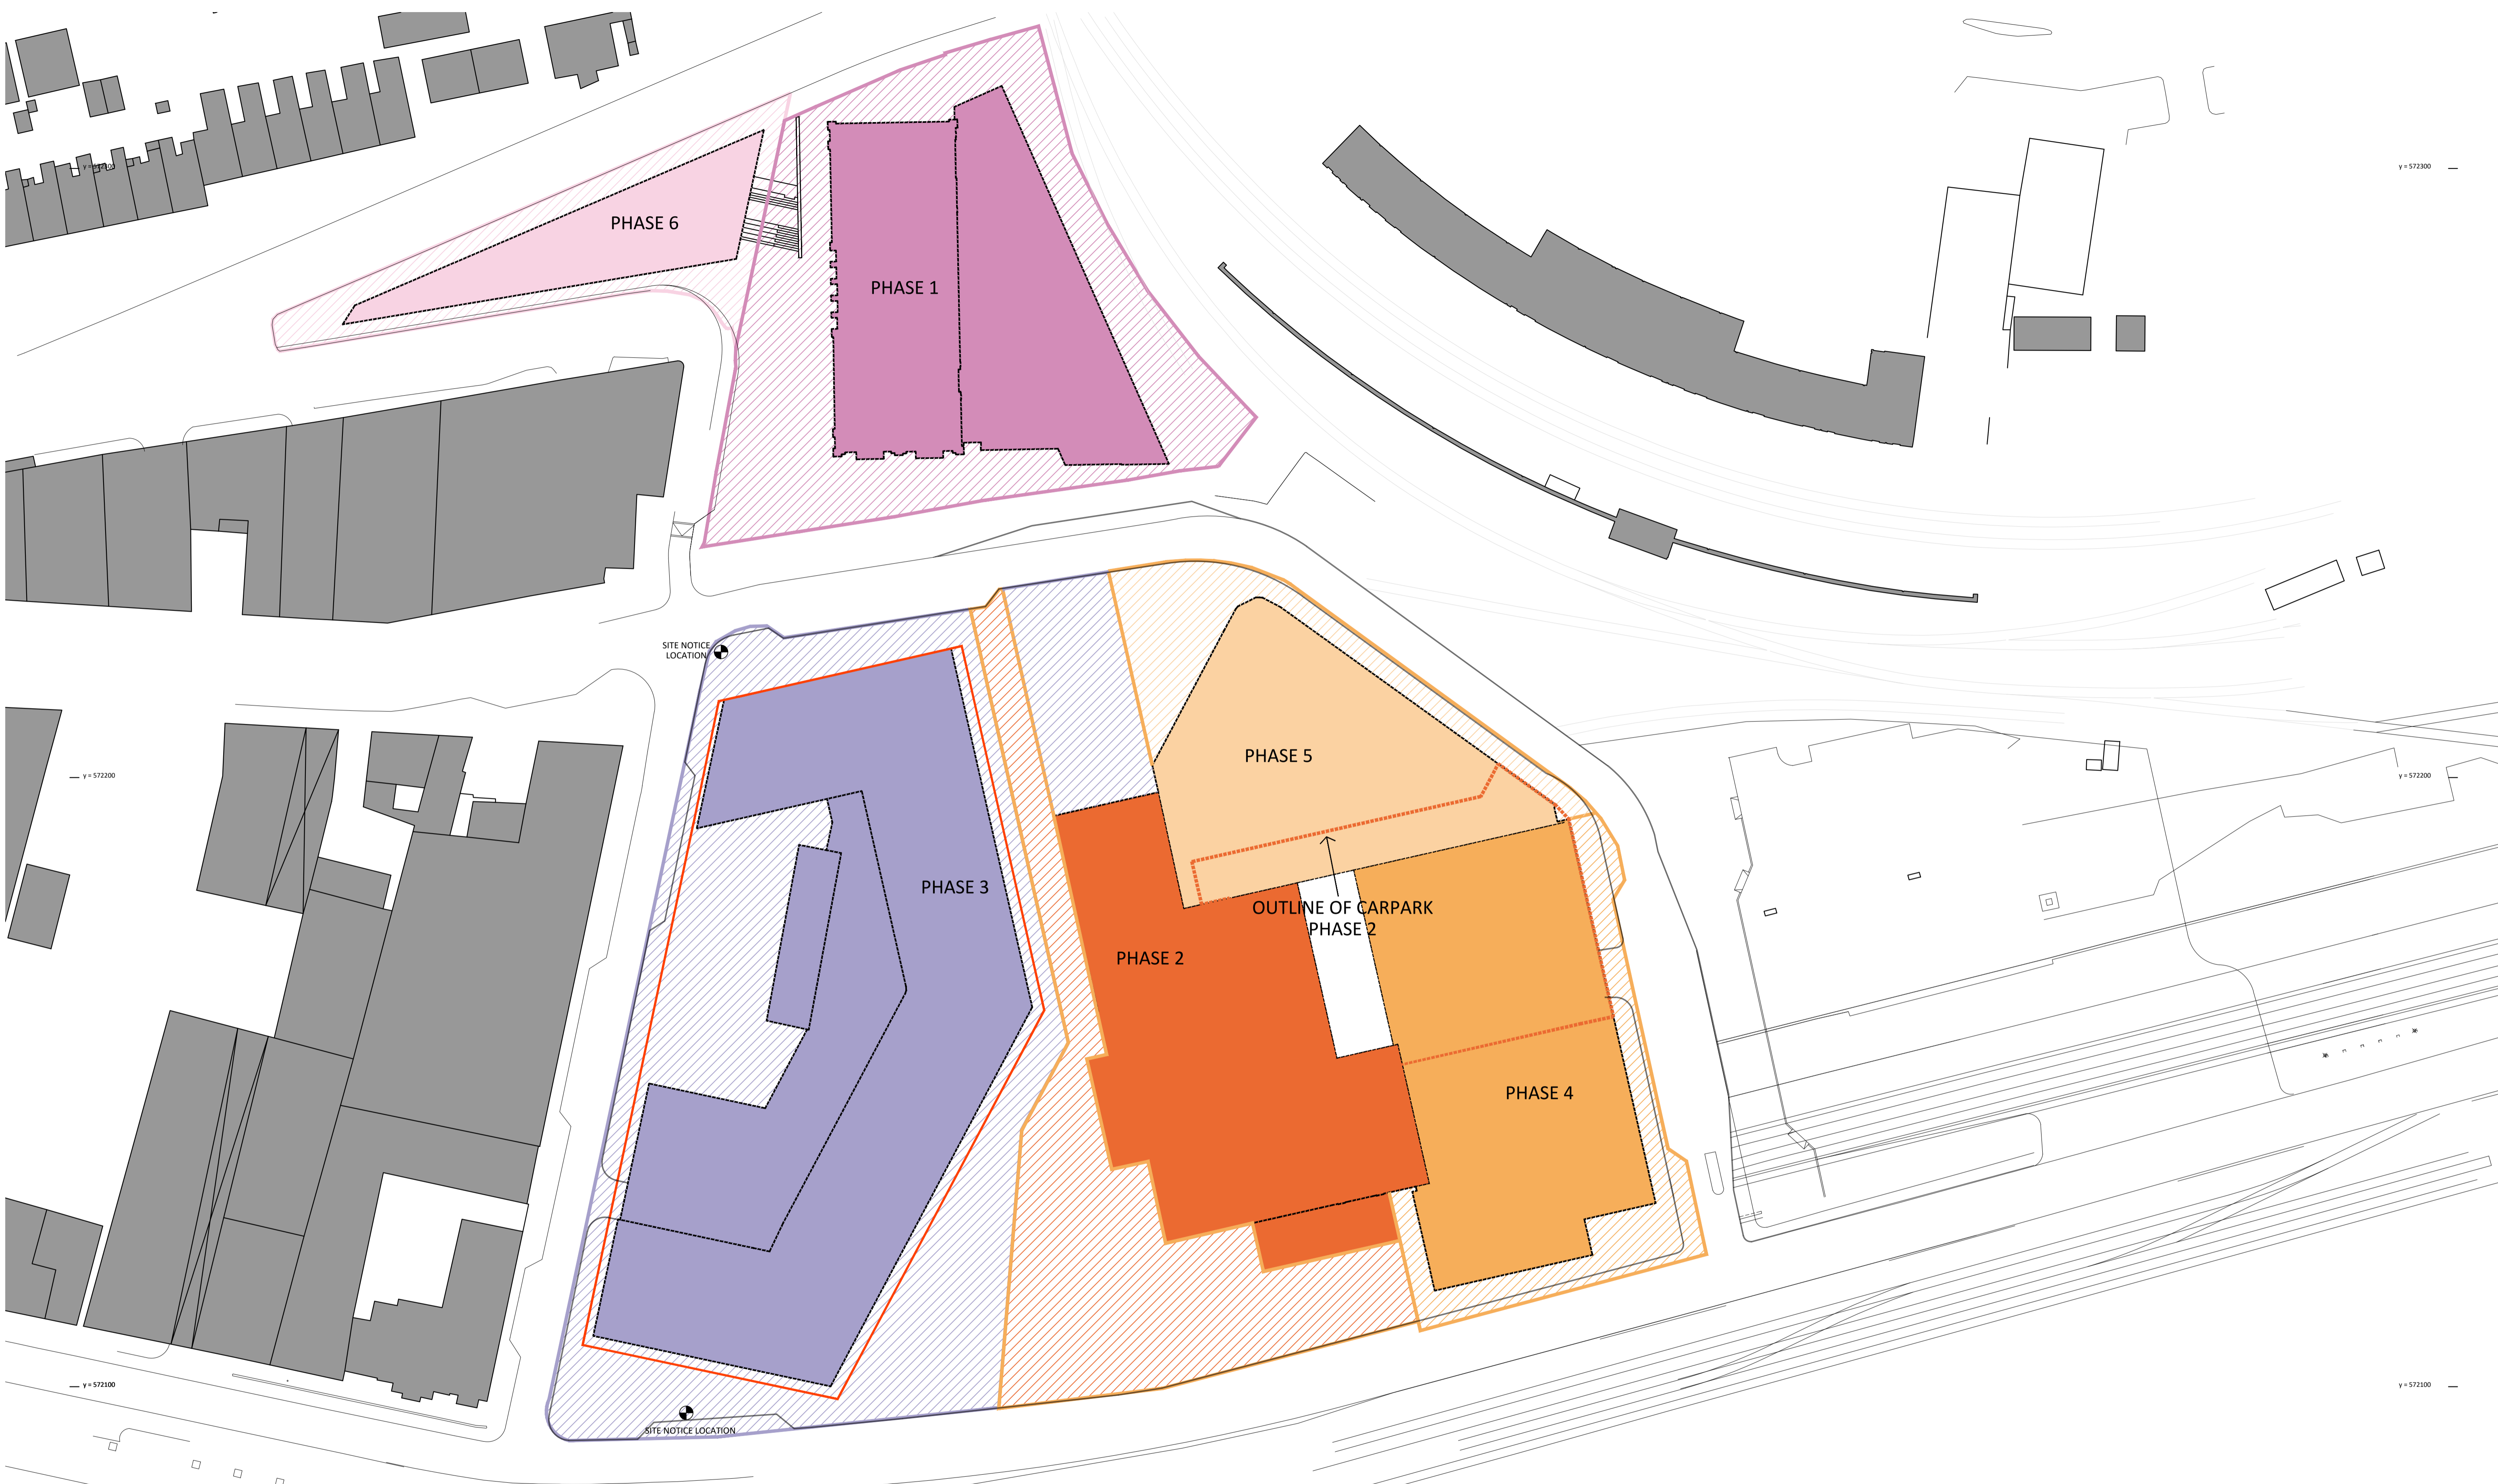 y = 572300
PHASE 6
PHASE 1
SITE NOTICE
LOCATION
PHASE 5
y = 572200
y = 572200
PHASE 3
OUTLINE OF CARPARK
PHASE 2
PHASE 2
PHASE 4
y = 572100
y = 572100
SITE NOTICE LOCATION